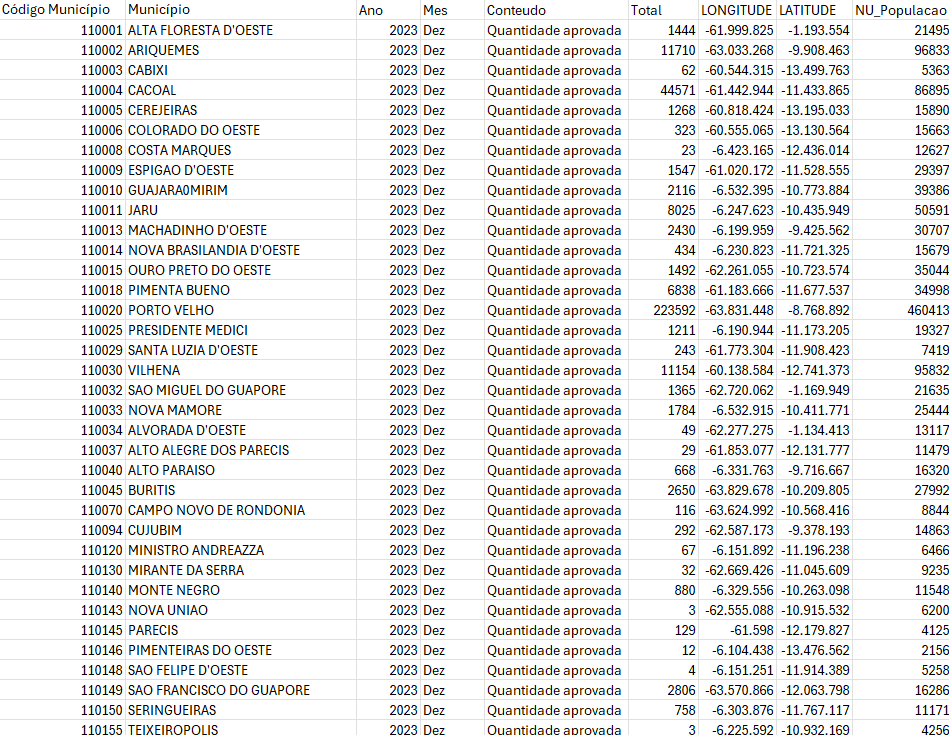 Código Município Município Ano Mes Conteudo Total LONGITUDE LATITUDE NU_Populacao
110001 ALTA FLORESTA D'OESTE 2023 Dez Quantidade aprovada 1444 -61.999.825 -1.193.554 21495
110002 ARIQUEMES 2023 Dez Quantidade aprovada 11710 -63.033.268 -9.908.463 96833
110003 CABIXI 2023 Dez Quantidade aprovada 62 -60.544.315 -13.499.763 5363
110004 CACOAL 2023 Dez Quantidade aprovada 44571 -61.442.944 -11.433.865 86895
110005 CEREJEIRAS 2023 Dez Quantidade aprovada 1268 -60.818.424 -13.195.033 15890
110006 COLORADO DO OESTE 2023 Dez Quantidade aprovada 323 -60.555.065 -13.130.564 15663
110008 COSTA MARQUES 2023 Dez Quantidade aprovada 23 -6.423.165 -12.436.014 12627
110009 ESPIGAO D'OESTE 2023 Dez Quantidade aprovada 1547 -61.020.172 -11.528.555 29397
110010 GUAJARA0MIRIM 2023 Dez Quantidade aprovada 2116 -6.532.395 -10.773.884 39386
110011 JARU 2023 Dez Quantidade aprovada 8025 -6.247.623 -10.435.949 50591
110013 MACHADINHO D'OESTE 2023 Dez Quantidade aprovada 2430 -6.199.959 -9.425.562 30707
110014 NOVA BRASILANDIA D'OESTE 2023 Dez Quantidade aprovada 434 -6.230.823 -11.721.325 15679
110015 OURO PRETO DO OESTE 2023 Dez Quantidade aprovada 1492 -62.261.055 -10.723.574 35044
110018 PIMENTA BUENO 2023 Dez Quantidade aprovada 6838 -61.183.666 -11.677.537 34998
110020 PORTO VELHO 2023 Dez Quantidade aprovada 223592 -63.831.448 -8.768.892 460413
110025 PRESIDENTE MEDICI 2023 Dez Quantidade aprovada 1211 -6.190.944 -11.173.205 19327
110029 SANTA LUZIA D'OESTE 2023 Dez Quantidade aprovada 243 -61.773.304 -11.908.423 7419
110030 VILHENA 2023 Dez Quantidade aprovada 11154 -60.138.584 -12.741.373 95832
110032 SAO MIGUEL DO GUAPORE 2023 Dez Quantidade aprovada 1365 -62.720.062 -1.169.949 21635
110033 NOVA MAMORE 2023 Dez Quantidade aprovada 1784 -6.532.915 -10.411.771 25444
110034 ALVORADA D'OESTE 2023 Dez Quantidade aprovada 49 -62.277.275 -1.134.413 13117
110037 ALTO ALEGRE DOS PARECIS 2023 Dez Quantidade aprovada 29 -61.853.077 -12.131.777 11479
110040 ALTO PARAISO 2023 Dez Quantidade aprovada 668 -6.331.763 -9.716.667 16320
110045 BURITIS 2023 Dez Quantidade aprovada 2650 -63.829.678 -10.209.805 27992
110070 CAMPO NOVO DE RONDONIA 2023 Dez Quantidade aprovada 116 -63.624.992 -10.568.416 8844
110094 CUJUBIM 2023 Dez Quantidade aprovada 292 -62.587.173 -9.378.193 14863
110120 MINISTRO ANDREAZZA 2023 Dez Quantidade aprovada 67 -6.151.892 -11.196.238 6466
110130 MIRANTE DA SERRA 2023 Dez Quantidade aprovada 32 -62.669.426 -11.045.609 9235
110140 MONTE NEGRO 2023 Dez Quantidade aprovada 880 -6.329.556 -10.263.098 11548
110143 NOVA UNIAO 2023 Dez Quantidade aprovada 3 -62.555.088 -10.915.532 6200
110145 PARECIS 2023 Dez Quantidade aprovada 129 -61.598 -12.179.827 4125
110146 PIMENTEIRAS DO OESTE 2023 Dez Quantidade aprovada 12 -6.104.438 -13.476.562 2156
110148 SAO FELIPE D'OESTE 2023 Dez Quantidade aprovada 4 -6.151.251 -11.914.389 5258
110149 SAO FRANCISCO DO GUAPORE 2023 Dez Quantidade aprovada 2806 -63.570.866 -12.063.798 16286
110150 SERINGUEIRAS 2023 Dez Quantidade aprovada 758 -6.303.876 -11.767.117 11171
110155 TEIXEIROPOLIS 2023 Dez Quantidade aprovada 3 -6.225.592 -10.932.169 4256